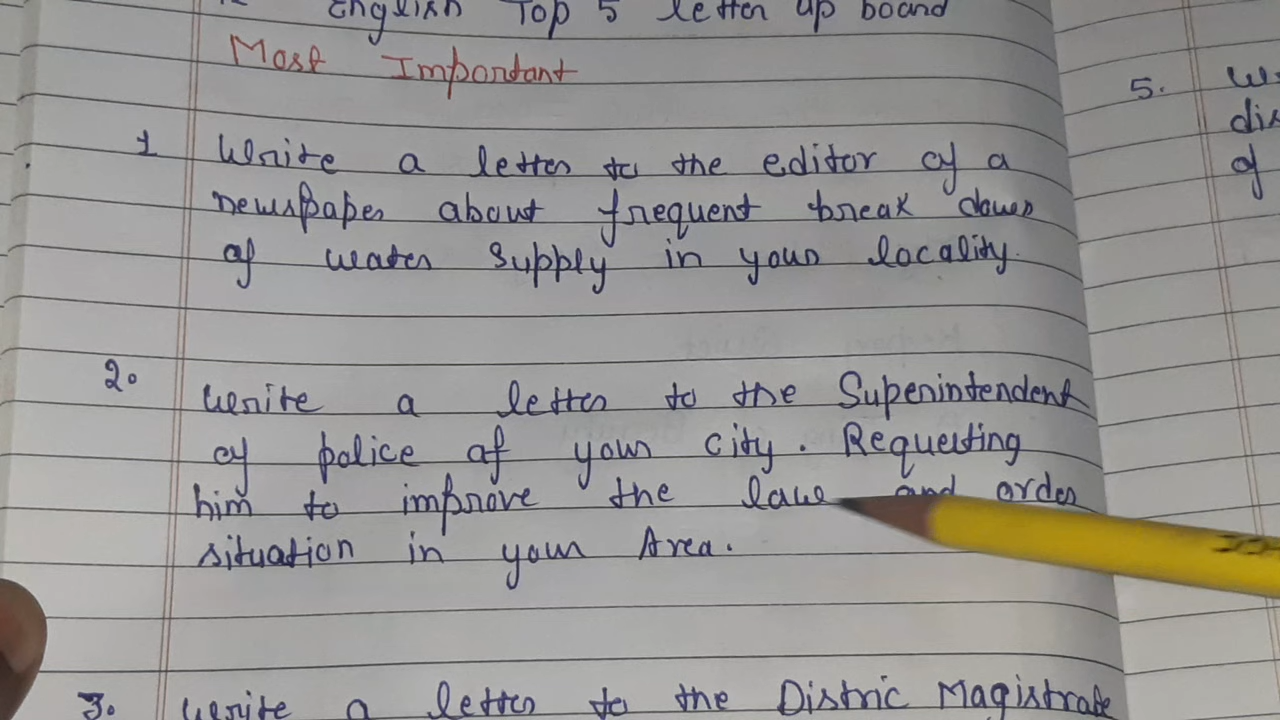 English Top 5 letter up board
Most Important
1 Write a letter to the editor of a
newspaper about frequent break down
of water supply in your locality.
2. write a letter to the Superintendent
of police of your city. Requesting
him to improve the law and order
situation in your Area.
3. write a letter to the Distric Magistrate
5.
of